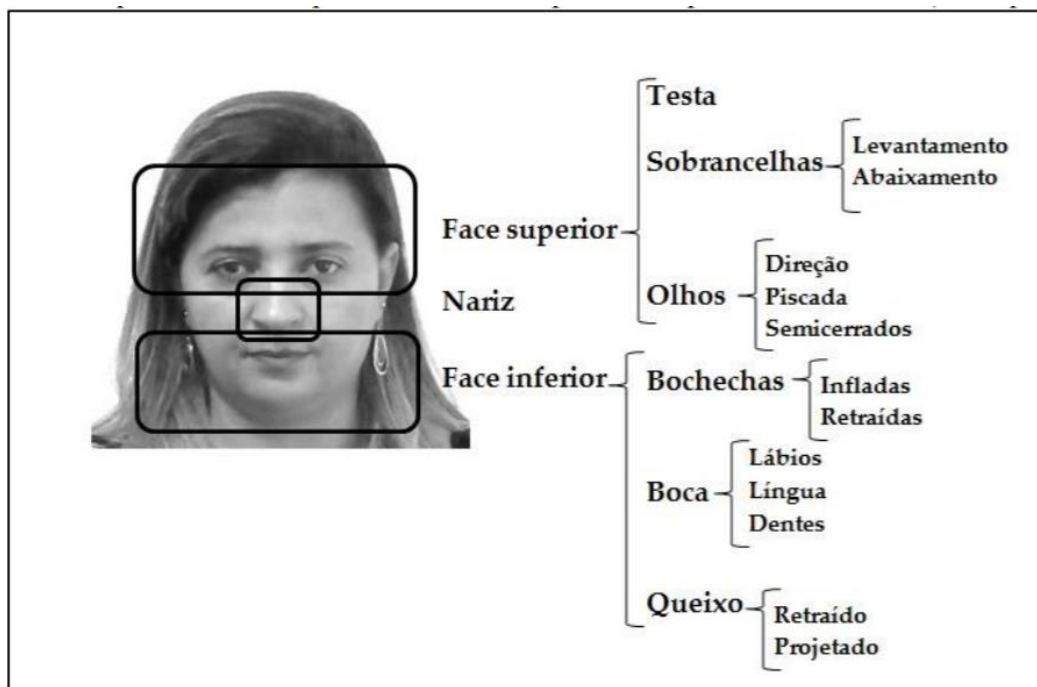 Testa
Sobrancelhas
Levantamento
Abaixamento
Face superior
Olhos
Direção
Piscada
Semicerrados
Nariz
Face inferior
Bochechas
Infladas
Retraídas
Boca
Lábios
Língua
Dentes
Queixo
Retraído
Projetado